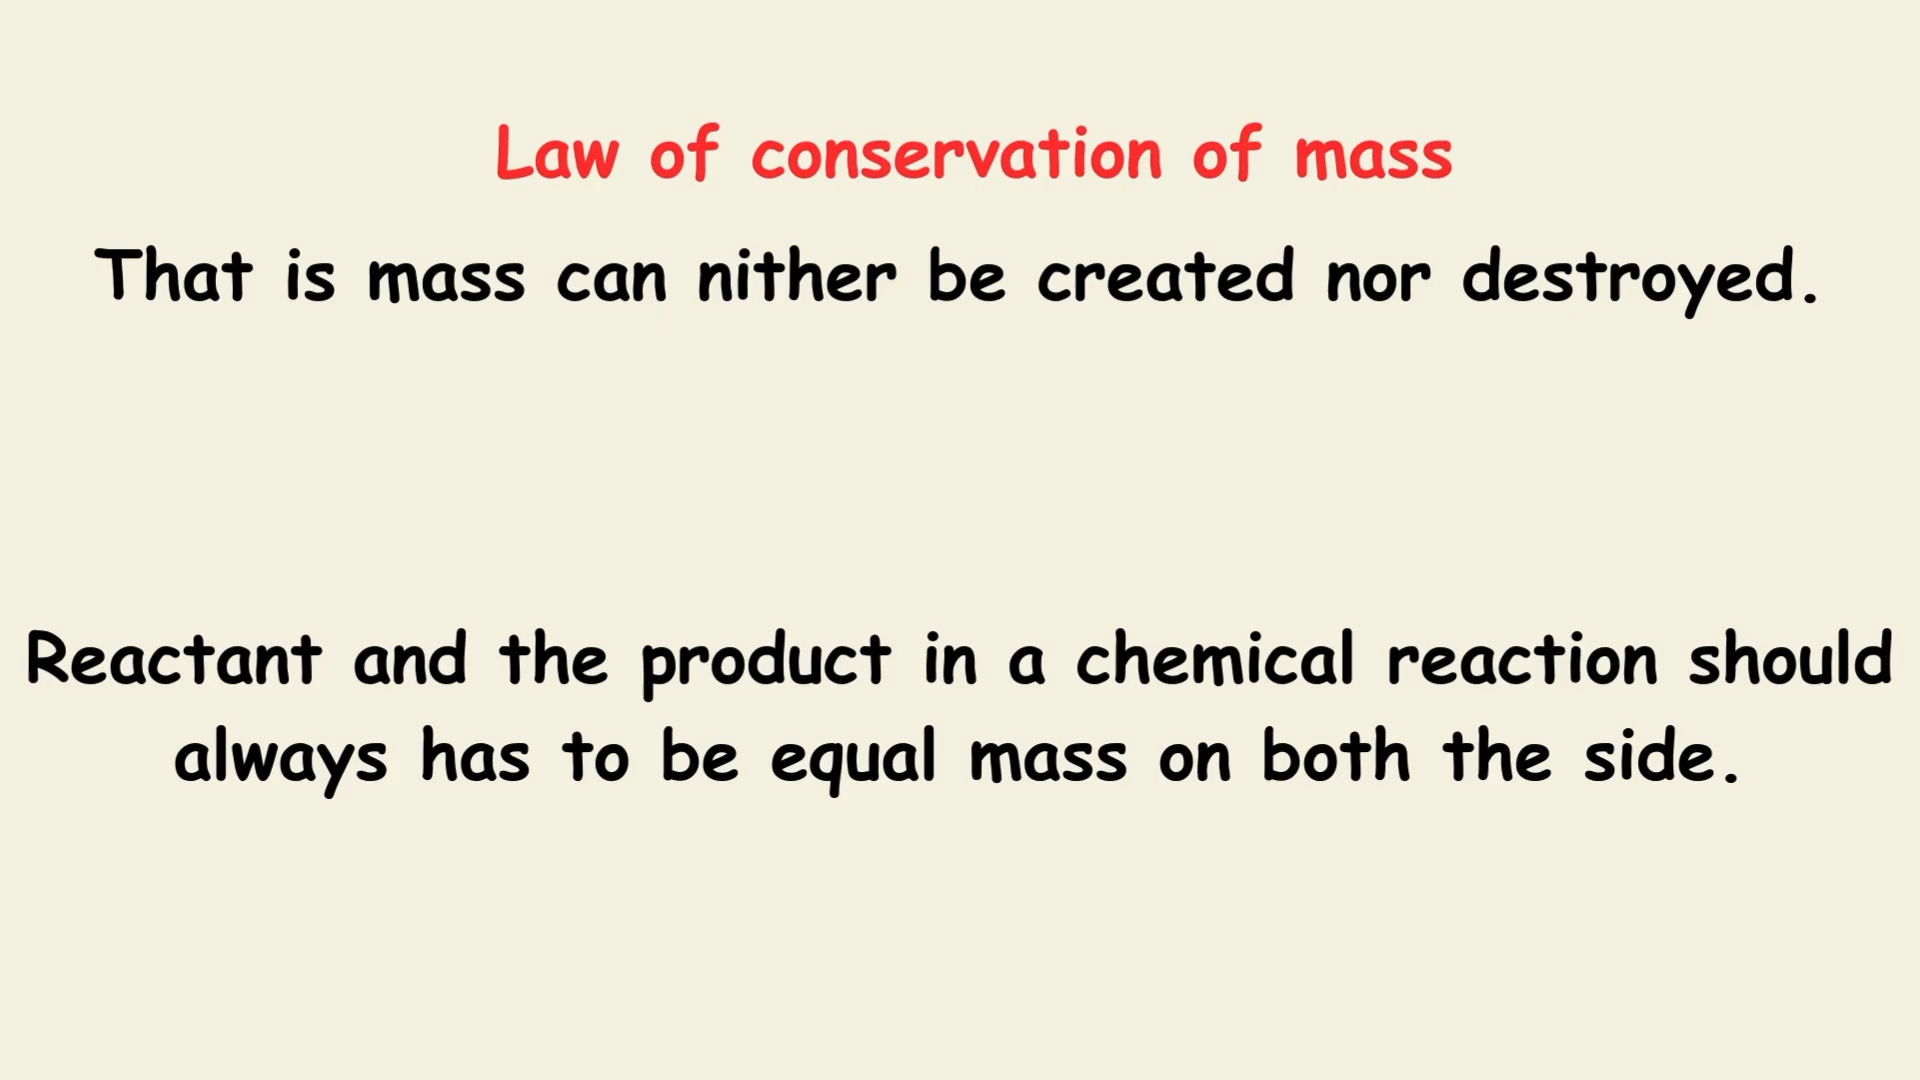 Law of conservation of mass
That is mass can nither be created nor destroyed.
Reactant and the product in a chemical reaction should
always has to be equal mass on both the side.